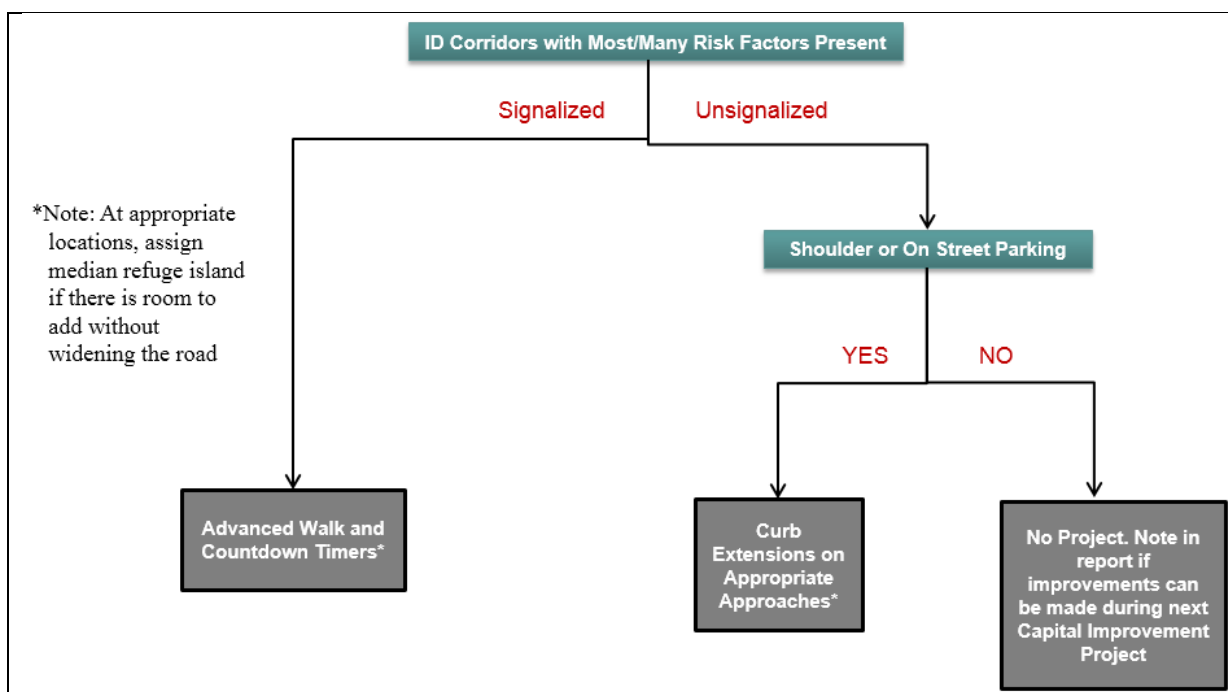 ID Corridors with Most/Many Risk Factors Present
Signalized
Unsignalized
*Note: At appropriate
locations, assign
median refuge island
if there is room to
add without
widening the road
Shoulder or On Street Parking
YES
NO
Advanced Walk and
Countdown Timers*
Curb
Extensions on
Appropriate
Approaches*
No Project. Note in
report if
improvements can
be made during next
Capital Improvement
Project